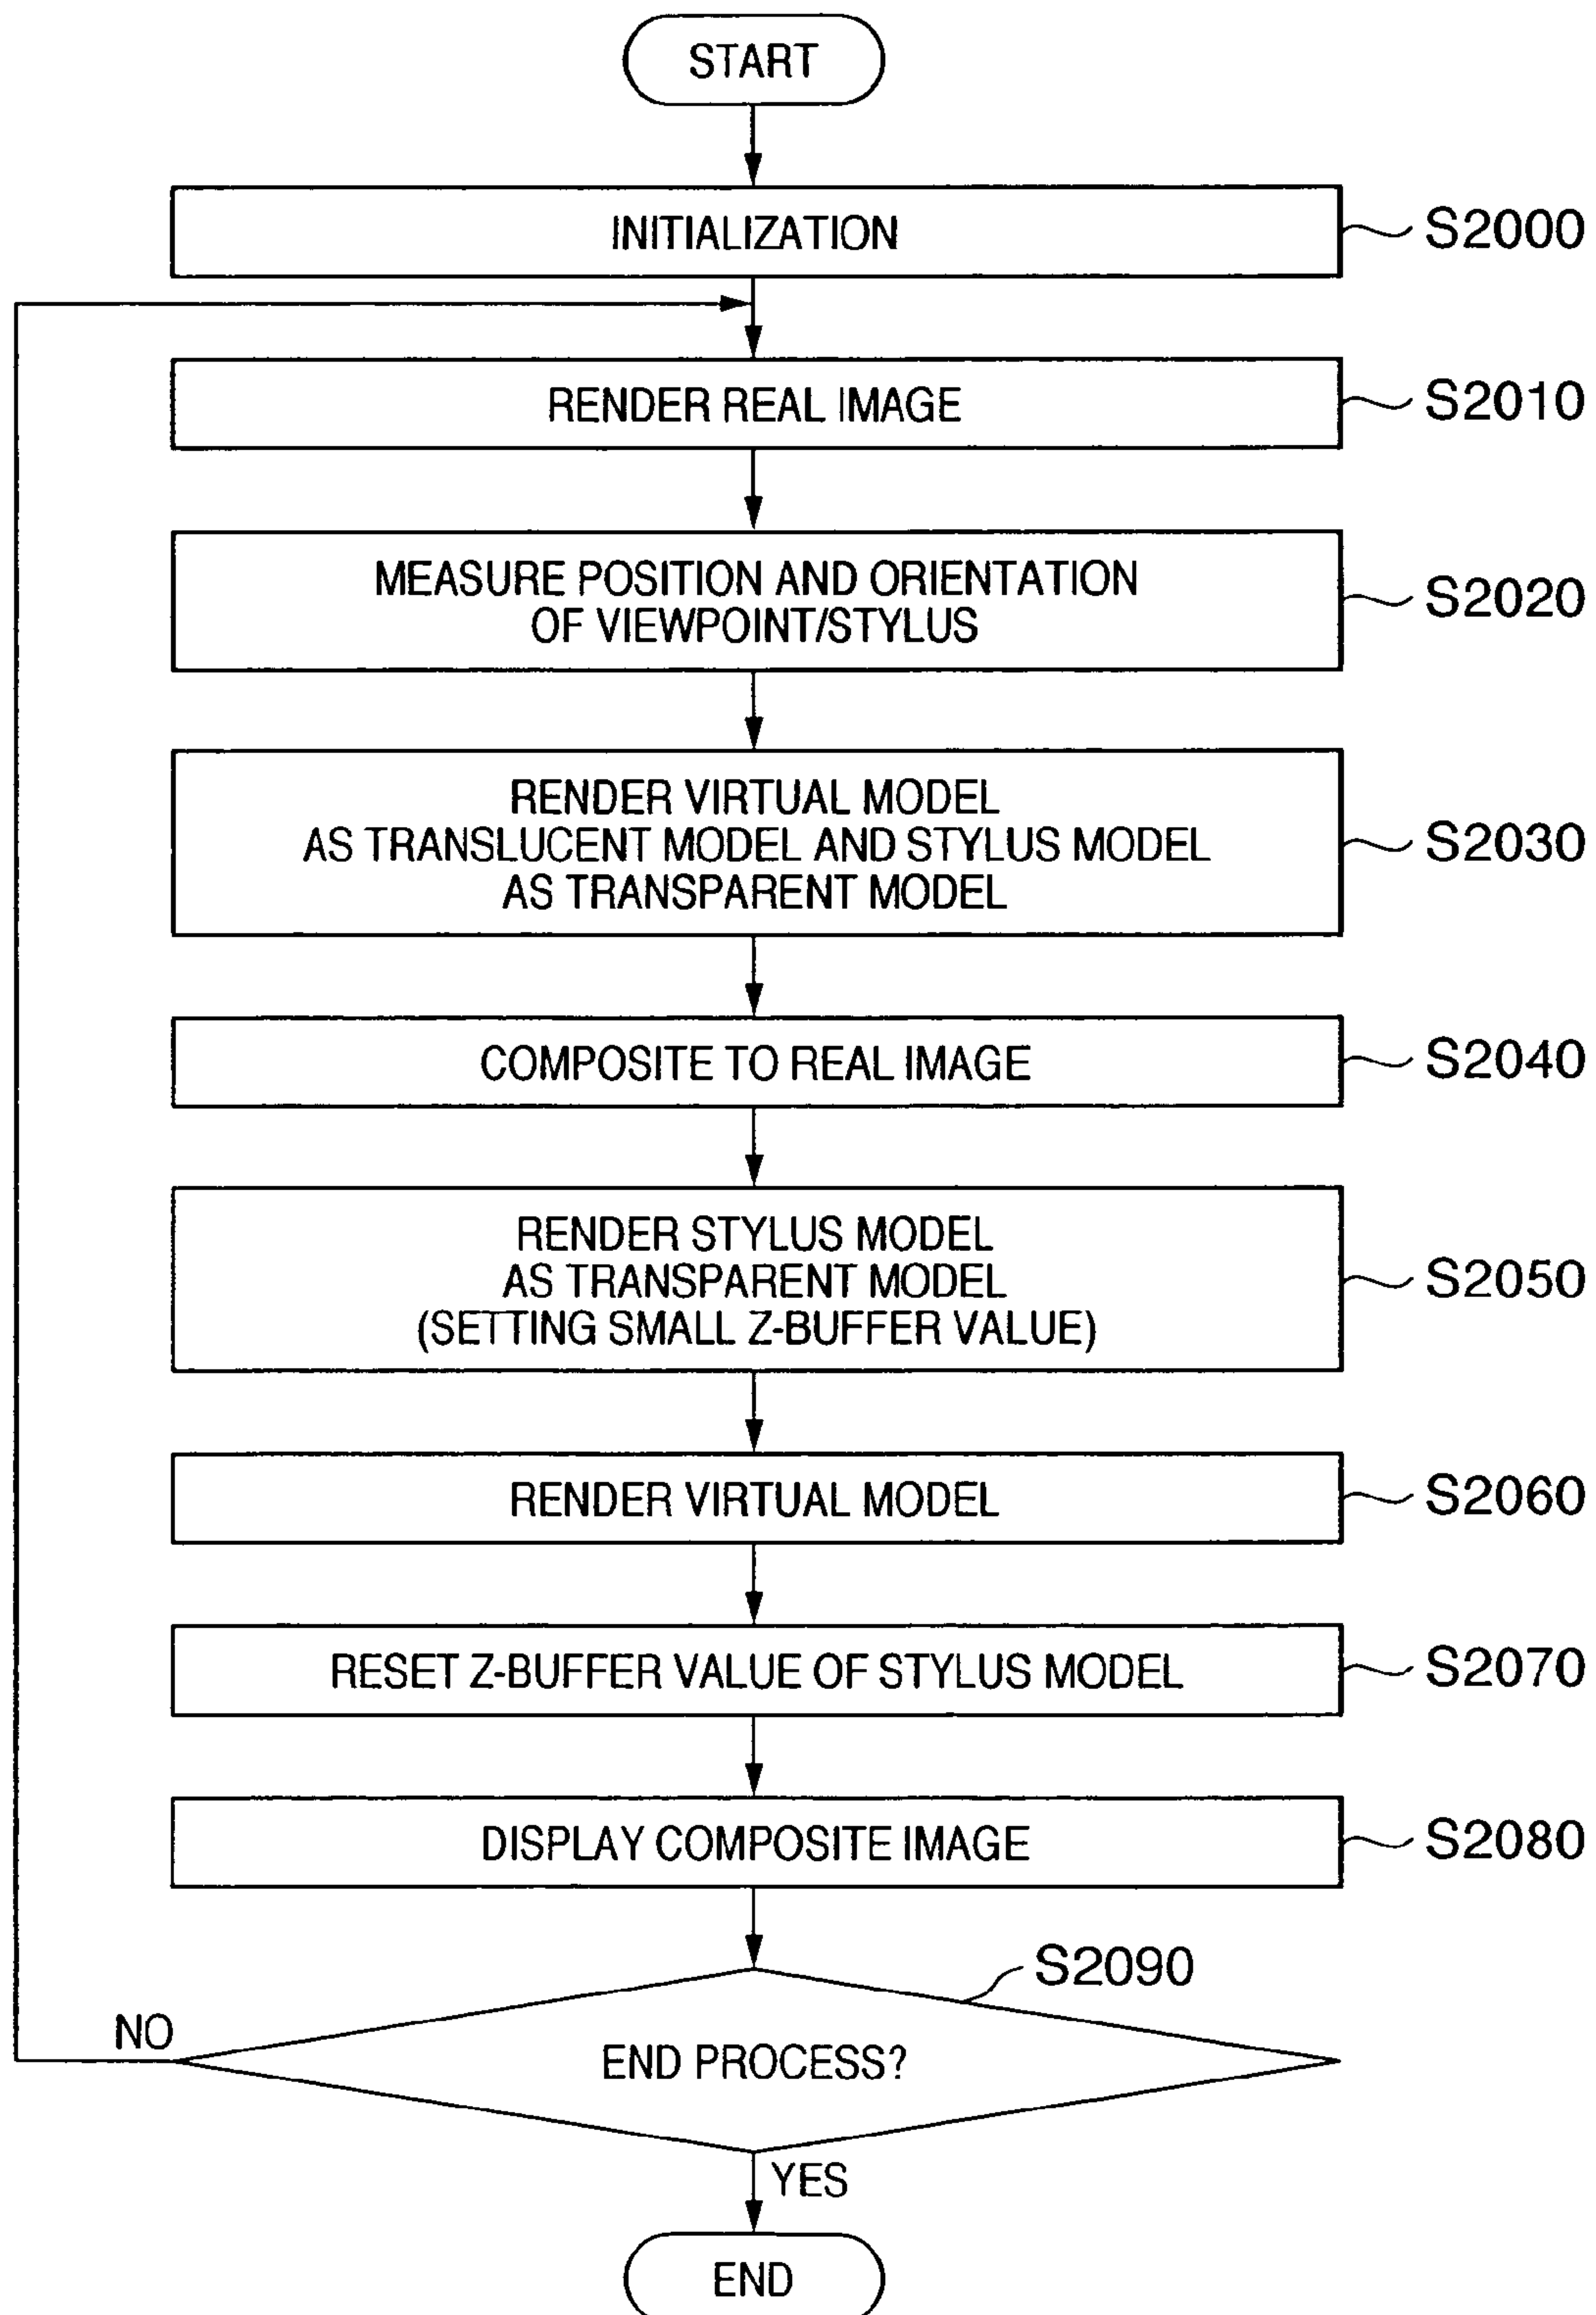 START
INITIALIZATION
S2000
RENDER REAL IMAGE
S2010
MEASURE POSITION AND ORIENTATION
OF VIEWPOINT/STYLUS
S2020
RENDER VIRTUAL MODEL
AS TRANSLUCENT MODEL AND STYLUS MODEL
AS TRANSPARENT MODEL
S2030
COMPOSITE TO REAL IMAGE
S2040
RENDER STYLUS MODEL
AS TRANSPARENT MODEL
(SETTING SMALL Z-BUFFER VALUE)
S2050
RENDER VIRTUAL MODEL
S2060
RESET Z-BUFFER VALUE OF STYLUS MODEL
S2070
DISPLAY COMPOSITE IMAGE
S2080
S2090
NO
END PROCESS?
YES
END